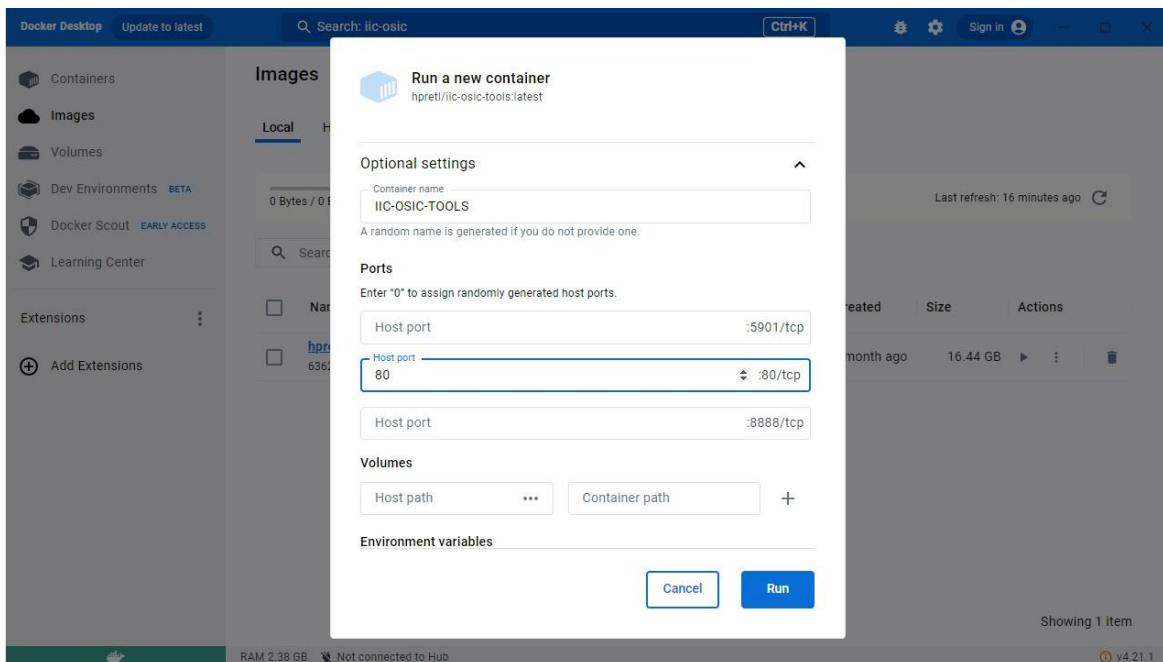 Docker Desktop Update to latest Search: iic-osic Ctrl+K Sign in
Containers
Images
Volumes
Dev Environments BETA
Docker Scout EARLY ACCESS
Learning Center
Extensions
Add Extensions
Images
Local H
0 Bytes / 0 B
Last refresh: 16 minutes ago
Searc
Nar
reated Size Actions
hpre
6362
month ago 16.44 GB
Showing 1 item
Run a new container
hpretl/iic-osic-tools:latest
Optional settings
Container name
IIC-OSIC-TOOLS
A random name is generated if you do not provide one.
Ports
Enter "0" to assign randomly generated host ports.
Host port :5901/tcp
Host port
80 :80/tcp
Host port :8888/tcp
Volumes
Host path ••• Container path +
Environment variables
Cancel Run
RAM 2.38 GB Not connected to Hub v4.21.1